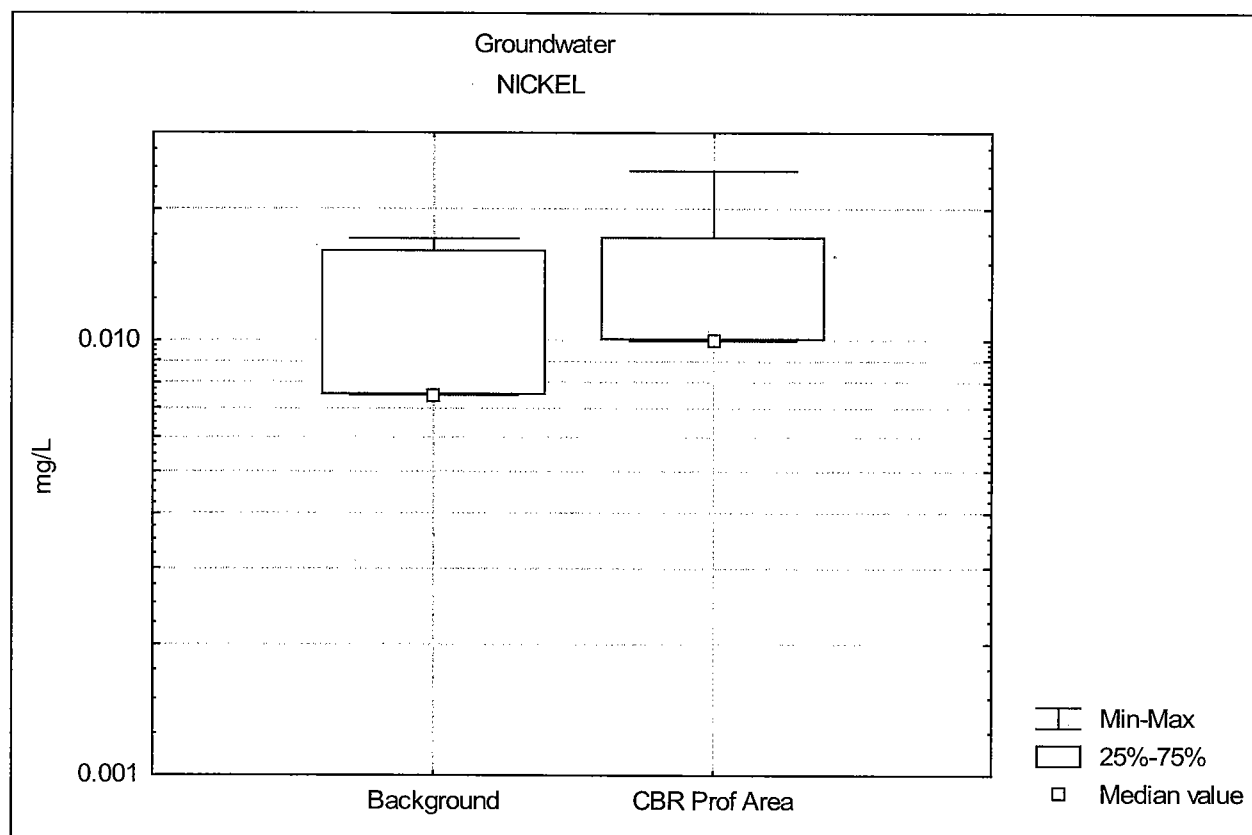 Groundwater
NICKEL
0.010
mg/L
0.001
Background
CBR Prof Area
Min-Max
25%-75%
Median value